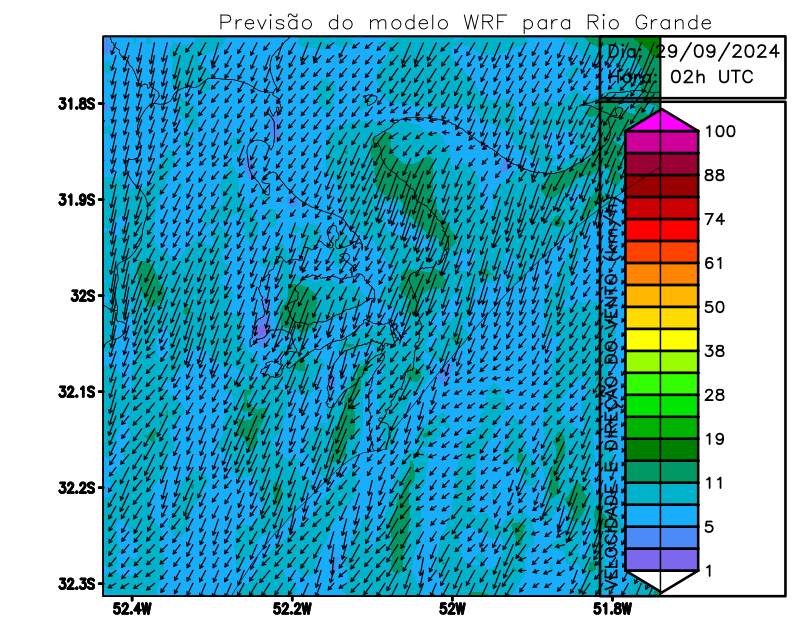 Previsão do modelo WRF para Rio Grande
Dia: 29/09/2024
Hora: 02h UTC
31.8S
31.9S
32S
32.1S
32.2S
32.3S
52.4W
52.2W
52W
51.8W
VELOCIDADE E DIREÇÃO DO VENTO (km/h)
100
88
74
61
50
38
28
19
11
5
1